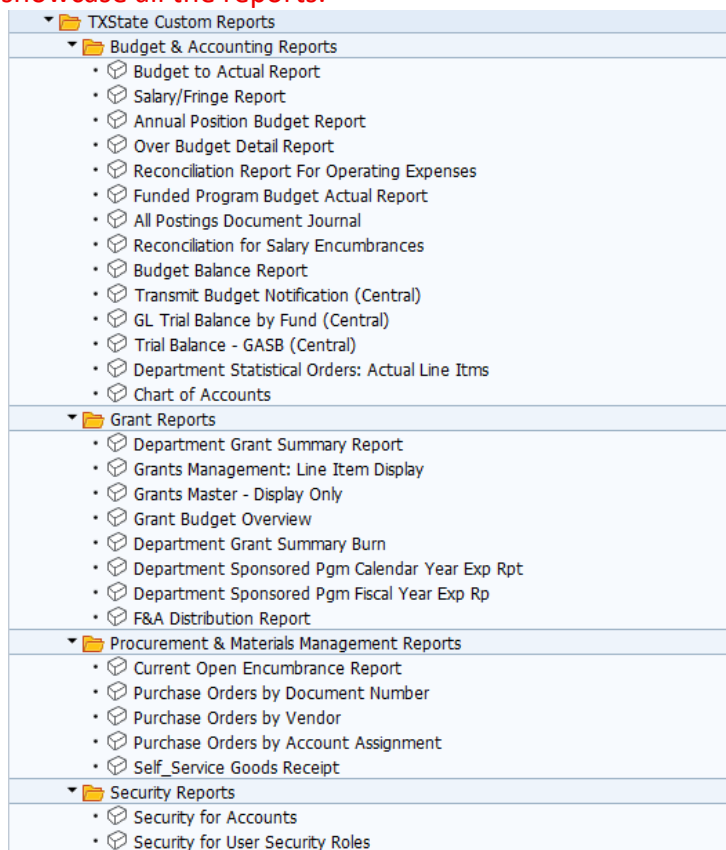 showcase all the reports.
TXState Custom Reports
Budget & Accounting Reports
Budget to Actual Report
Salary/Fringe Report
Annual Position Budget Report
Over Budget Detail Report
Reconciliation Report For Operating Expenses
Funded Program Budget Actual Report
All Postings Document Journal
Reconciliation for Salary Encumbrances
Budget Balance Report
Transmit Budget Notification (Central)
GL Trial Balance by Fund (Central)
Trial Balance - GASB (Central)
Department Statistical Orders: Actual Line Itms
Chart of Accounts
Grant Reports
Department Grant Summary Report
Grants Management: Line Item Display
Grants Master - Display Only
Grant Budget Overview
Department Grant Summary Burn
Department Sponsored Pgm Calendar Year Exp Rpt
Department Sponsored Pgm Fiscal Year Exp Rp
F&A Distribution Report
Procurement & Materials Management Reports
Current Open Encumbrance Report
Purchase Orders by Document Number
Purchase Orders by Vendor
Purchase Orders by Account Assignment
Self_Service Goods Receipt
Security Reports
Security for Accounts
Security for User Security Roles